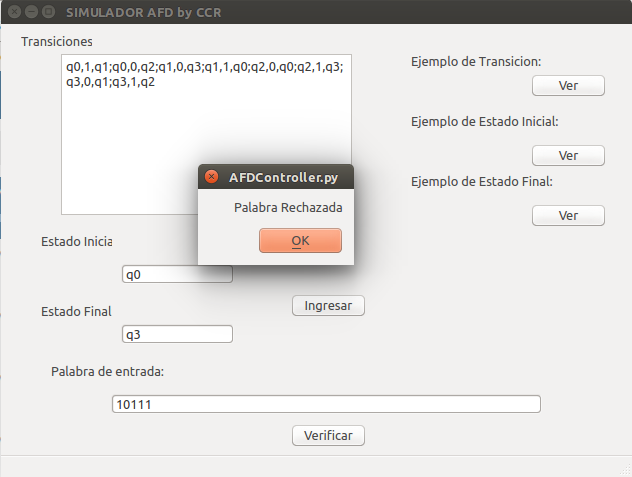 SIMULADOR AFD by CCR
Transiciones
q0,1,q1;q0,0,q2;q1,0,q3;q1,1,q0;q2,0,q0;q2,1,q3;
q3,0,q1;q3,1,q2
Ejemplo de Transicion:
Ver
Ejemplo de Estado Inicial:
Ver
Ejemplo de Estado Final:
Ver
AFDController.py
Palabra Rechazada
OK
Estado Inicia
q0
Ingresar
Estado Final
q3
Palabra de entrada:
10111
Verificar